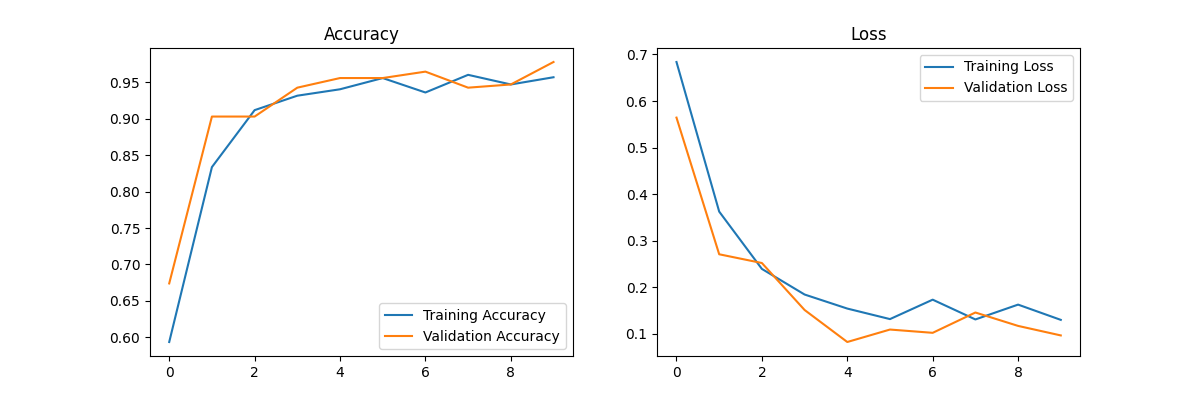 Accuracy
0.95
0.90
0.85
0.80
0.75
0.70
0.65
0.60
Training Accuracy
Validation Accuracy
0 2 4 6 8
Loss
0.7
0.6
0.5
0.4
0.3
0.2
0.1
Training Loss
Validation Loss
0 2 4 6 8